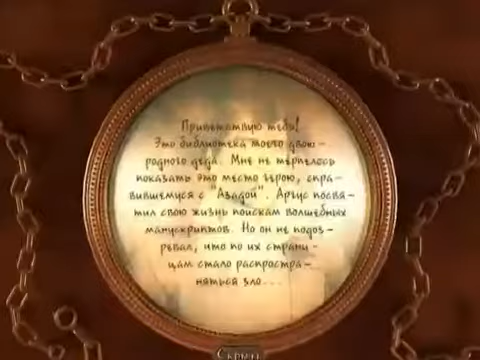 Приветствую тебя!
Это библиотека моего двою-
родного деда. Мне не терпелось
показать это место герою, спра-
вившемуся с "Азадой". Аргус посвя-
тил свою жизнь поискам волшебных
манускриптов. Но он не подоз-
ревал, что по их страни-
цам стало распростра-
няться зло...